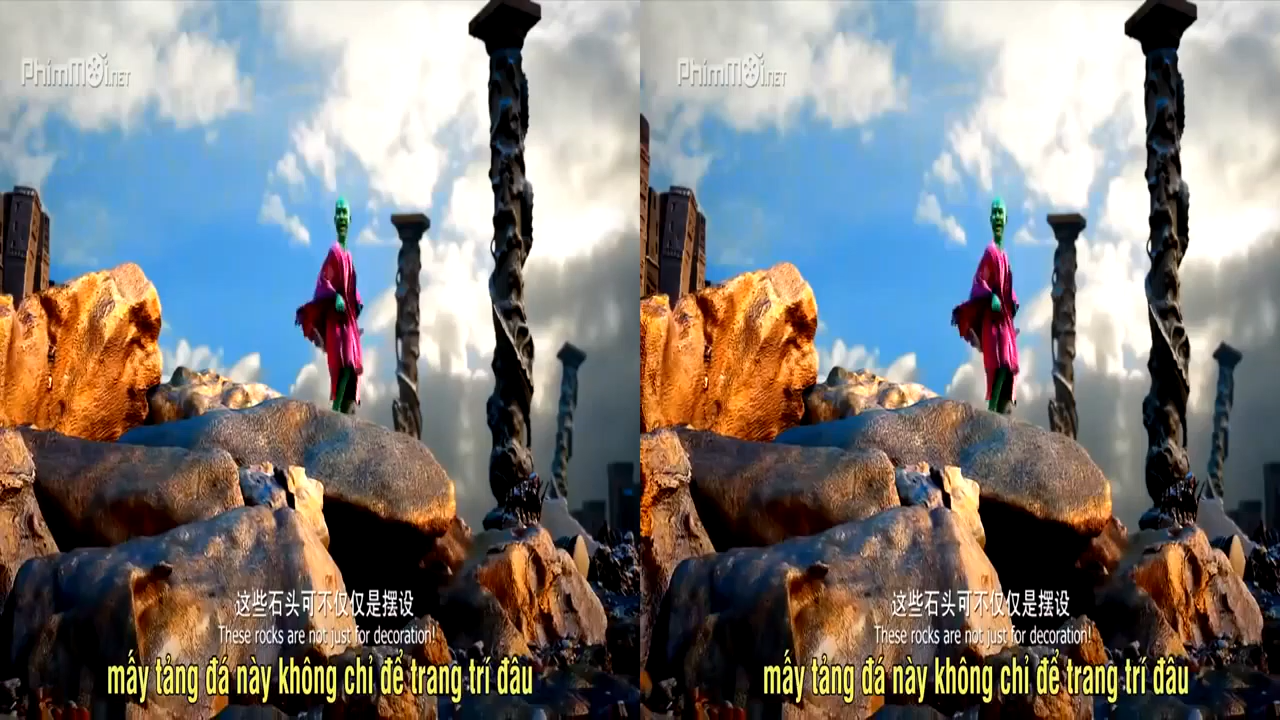 PhimMỗi.NET
PhimMỗi.NET
这些石头可不仅仅是摆设
These rocks are not just for decoration!
mấy tảng đá này không chỉ để trang trí đâu
这些石头可不仅仅是摆设
These rocks are not just for decoration!
mấy tảng đá này không chỉ để trang trí đâu